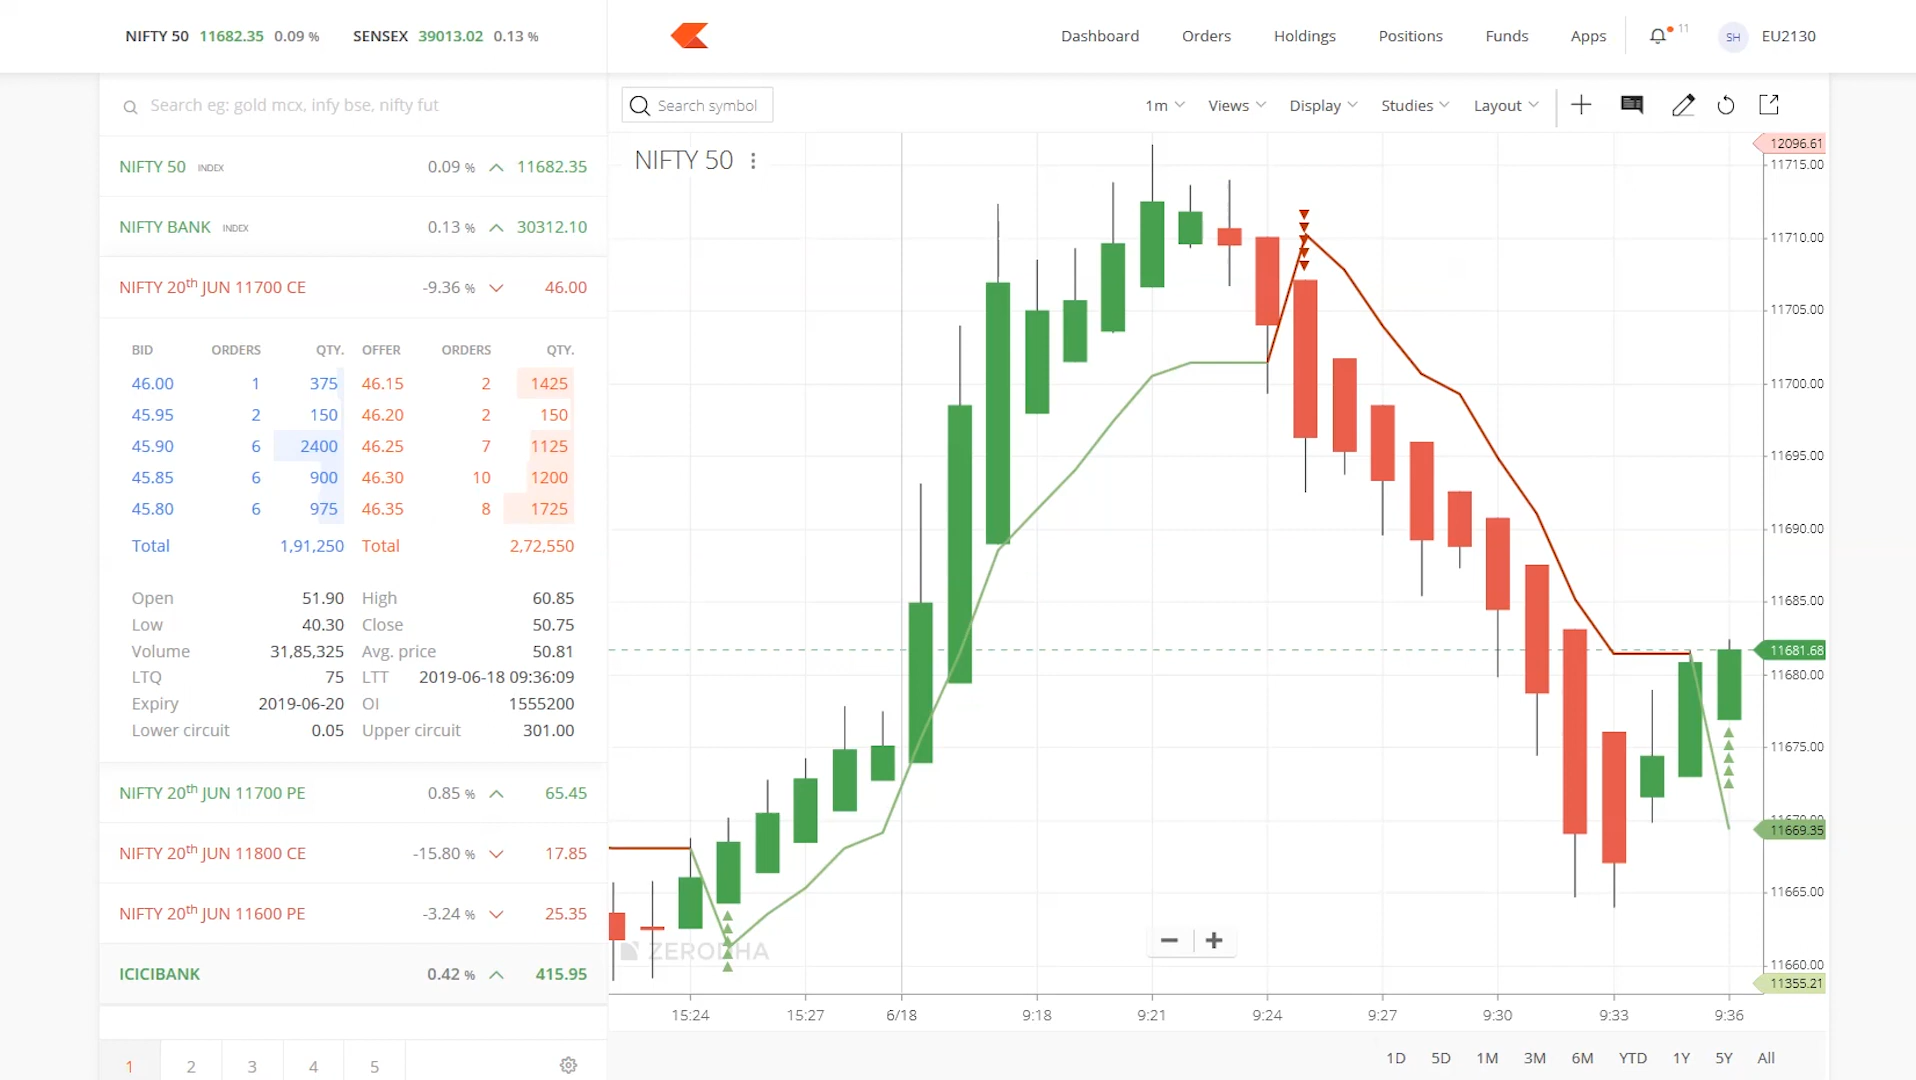 NIFTY 50 11682.35 0.09 % SENSEX 39013.02 0.13 %
Dashboard Orders Holdings Positions Funds Apps 11 SH EU2130
Search eg: gold mcx, infy bse, nifty fut
Search symbol 1m Views Display Studies Layout
NIFTY 50 INDEX 0.09 % 11682.35
NIFTY BANK INDEX 0.13 % 30312.10
NIFTY 20th JUN 11700 CE -9.36 % 46.00
BID ORDERS QTY. OFFER ORDERS QTY.
46.00 1 375 46.15 2 1425
45.95 2 150 46.20 2 150
45.90 6 2400 46.25 7 1125
45.85 6 900 46.30 10 1200
45.80 6 975 46.35 8 1725
Total 1,91,250 Total 2,72,550
Open 51.90 High 60.85
Low 40.30 Close 50.75
Volume 31,85,325 Avg. price 50.81
LTQ 75 LTT 2019-06-18 09:36:09
Expiry 2019-06-20 OI 1555200
Lower circuit 0.05 Upper circuit 301.00
NIFTY 20th JUN 11700 PE 0.85 % 65.45
NIFTY 20th JUN 11800 CE -15.80 % 17.85
NIFTY 20th JUN 11600 PE -3.24 % 25.35
ICICIBANK 0.42 % 415.95
1 2 3 4 5
NIFTY 50
12096.61
11715.00
11710.00
11705.00
11700.00
11695.00
11690.00
11685.00
11681.68
11680.00
11675.00
11670.00
11669.35
11665.00
11660.00
11355.21
ZERODHA
15:24 15:27 6/18 9:18 9:21 9:24 9:27 9:30 9:33 9:36
1D 5D 1M 3M 6M YTD 1Y 5Y All